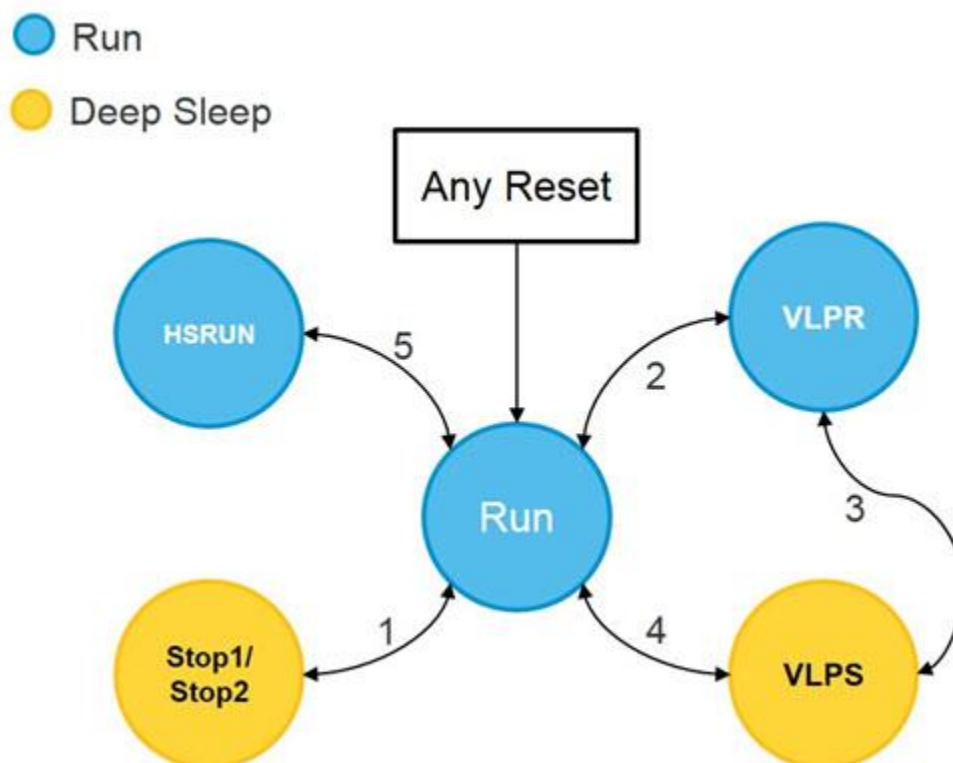 Run
Deep Sleep
Any Reset
HSRUN
VLPR
5
2
Run
3
Stop1/
Stop2
1
4
VLPS